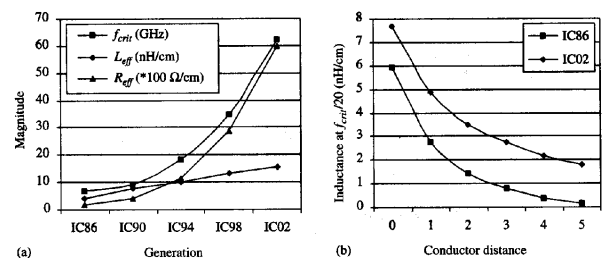 70
60
50
40
30
20
10
0
Magnitude
f_crit (GHz)
L_eff (nH/cm)
R_eff (*100 Ω/cm)
IC86 IC90 IC94 IC98 IC02
(a) Generation
8
7
6
5
4
3
2
1
0
Inductance at f_crit/20 (nH/cm)
IC86
IC02
0 1 2 3 4 5
(b) Conductor distance